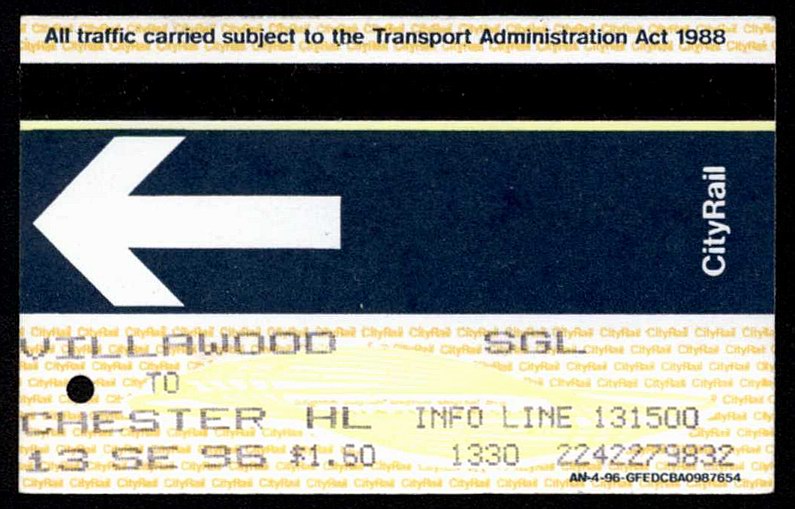 All traffic carried subject to the Transport Administration Act 1988
CityRail
VILLAWOOD SGL
TO
CHESTER HL INFO LINE 131500
13 SE 96 $1.60 1330 2242279832
AN-4-96-GFEDCBA0987654